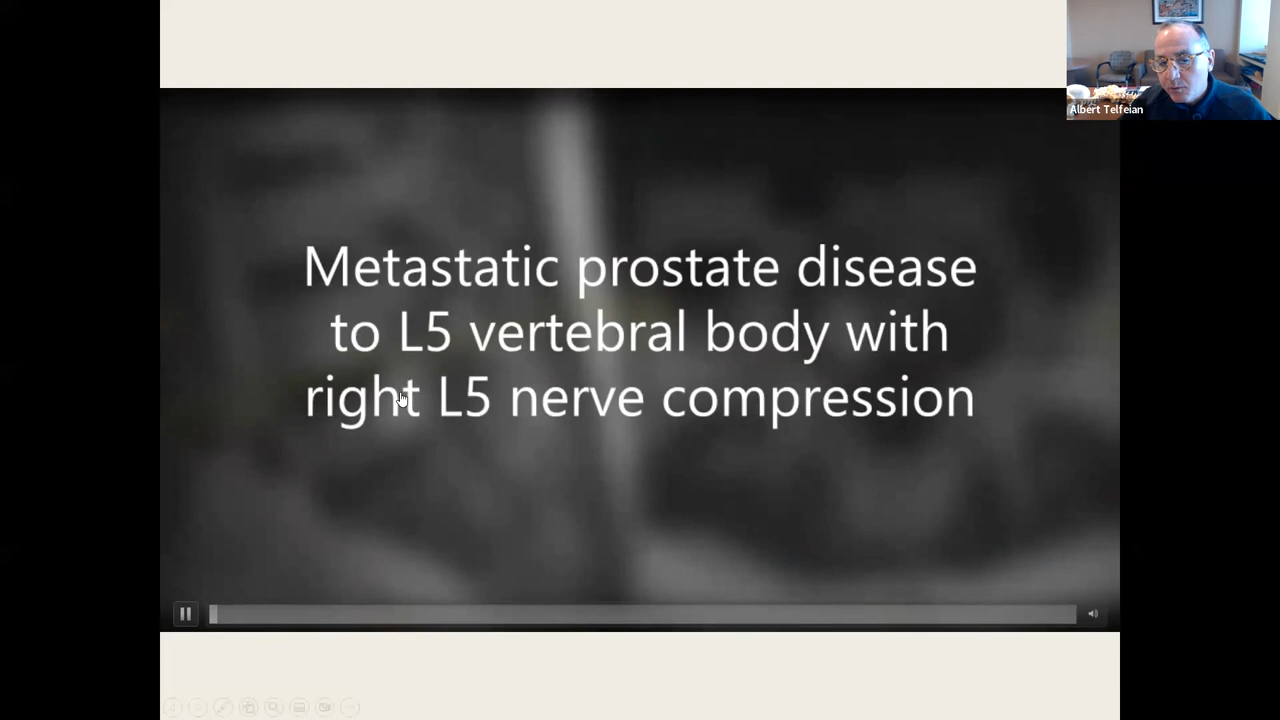 Albert Telfeian
Metastatic prostate disease
to L5 vertebral body with
right L5 nerve compression